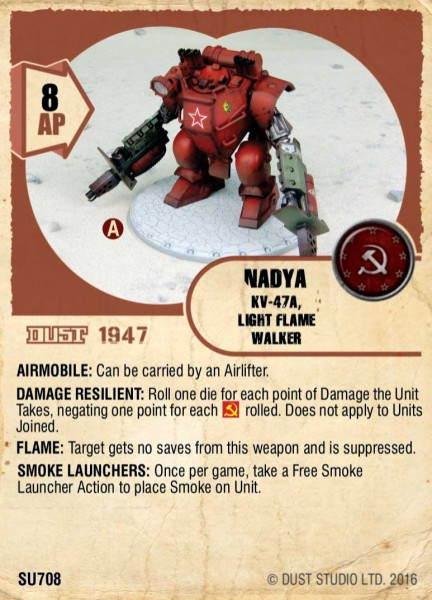 8
AP
A
NADYA
KV-47A,
LIGHT FLAME
WALKER
DUST 1947
AIRMOBILE: Can be carried by an Airlifter.
DAMAGE RESILIENT: Roll one die for each point of Damage the Unit
Takes, negating one point for each rolled. Does not apply to Units
Joined.
FLAME: Target gets no saves from this weapon and is suppressed.
SMOKE LAUNCHERS: Once per game, take a Free Smoke
Launcher Action to place Smoke on Unit.
SU708
© DUST STUDIO LTD. 2016